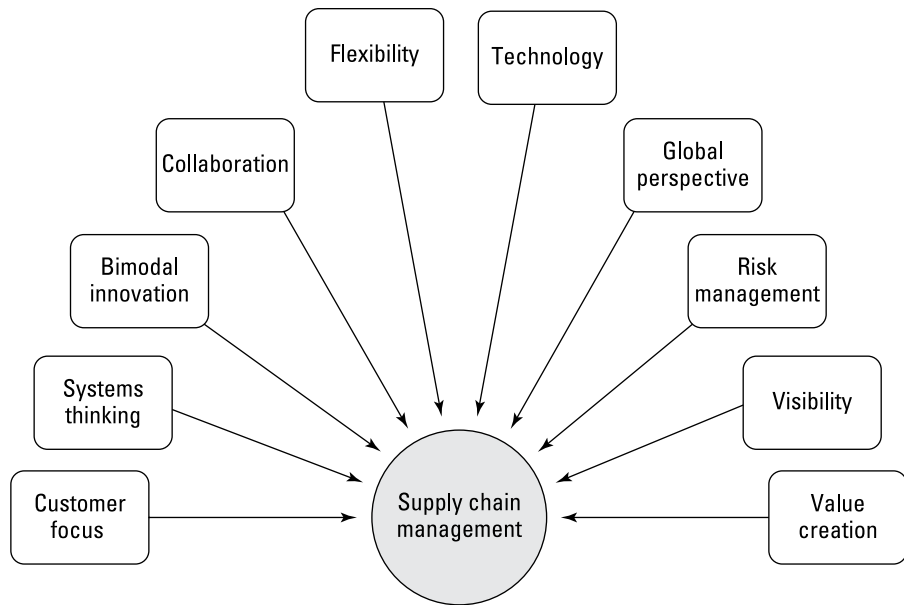 Flexibility
Technology
Collaboration
Global
perspective
Bimodal
innovation
Risk
management
Systems
thinking
Visibility
Customer
focus
Supply chain
management
Value
creation